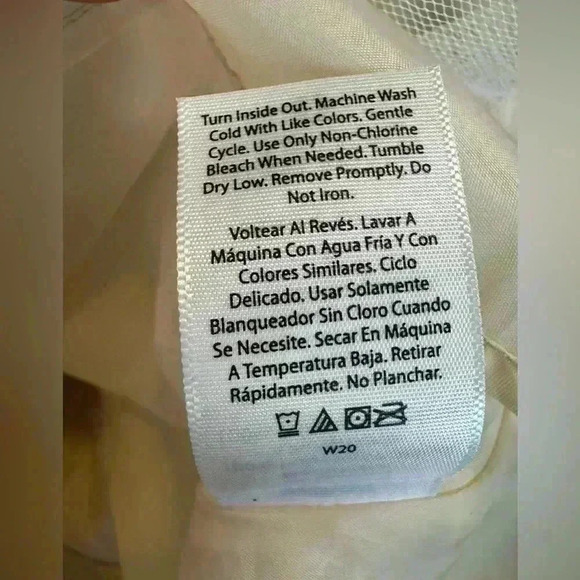 Turn Inside Out. Machine Wash
Cold With Like Colors. Gentle
Cycle. Use Only Non-Chlorine
Bleach When Needed. Tumble
Dry Low. Remove Promptly. Do
Not Iron.
Voltear Al Revés. Lavar A
Máquina Con Agua Fría Y Con
Colores Similares. Ciclo
Delicado. Usar Solamente
Blanqueador Sin Cloro Cuando
Se Necesite. Secar En Máquina
A Temperatura Baja. Retirar
Rápidamente. No Planchar.
W20